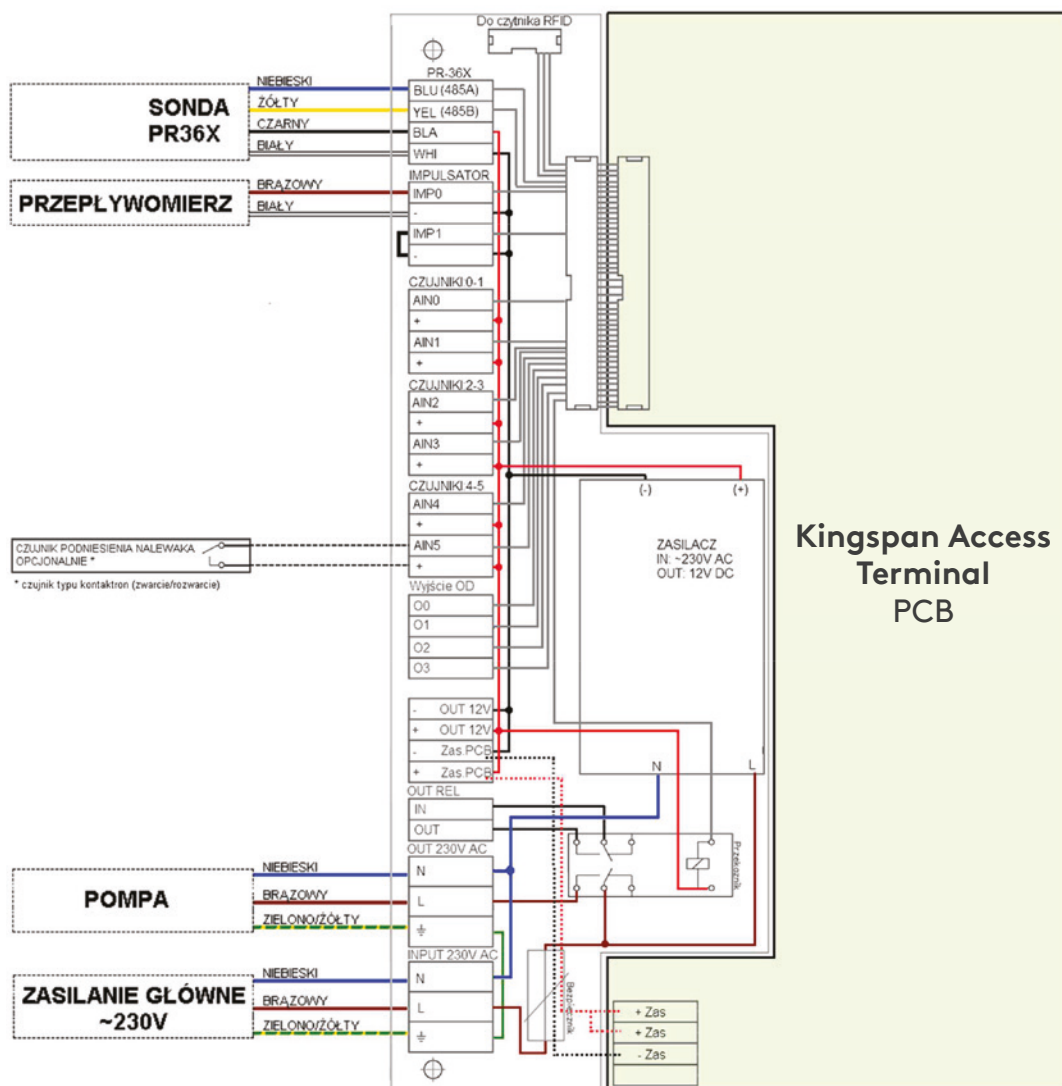 Do czytnika RFID
PR-36X
SONDA
PR36X
NIEBIESKI
BLU (485A)
ŻÓŁTY
YEL (485B)
CZARNY
BLA
BIAŁY
WHI
IMPULSATOR
PRZEPŁYWOMIERZ
BRĄZOWY
IMP0
BIAŁY
-
IMP1
-
CZUJNIKI:0-1
AIN0
+
AIN1
+
CZUJNIKI:2-3
AIN2
+
AIN3
+
CZUJNIKI:4-5
AIN4
+
AIN5
+
CZUJNIK PODNIESIENIA NALEWAKA
OPCJONALNIE *
* czujnik typu kontaktron (zwarcie/rozwarcie)
(-)
(+)
ZASILACZ
IN: ~230V AC
OUT: 12V DC
N
L
Kingspan Access
Terminal
PCB
Wyjście OD
O0
O1
O2
O3
- OUT 12V
+ OUT 12V
- Zas.PCB
+ Zas.PCB
OUT REL
IN
OUT
Przekaźnik
OUT 230V AC
POMPA
NIEBIESKI
N
BRĄZOWY
L
ZIELONO/ŻÓŁTY
INPUT 230V AC
ZASILANIE GŁÓWNE
~230V
NIEBIESKI
N
BRĄZOWY
L
ZIELONO/ŻÓŁTY
Bezpiecznik
+ Zas
+ Zas
- Zas